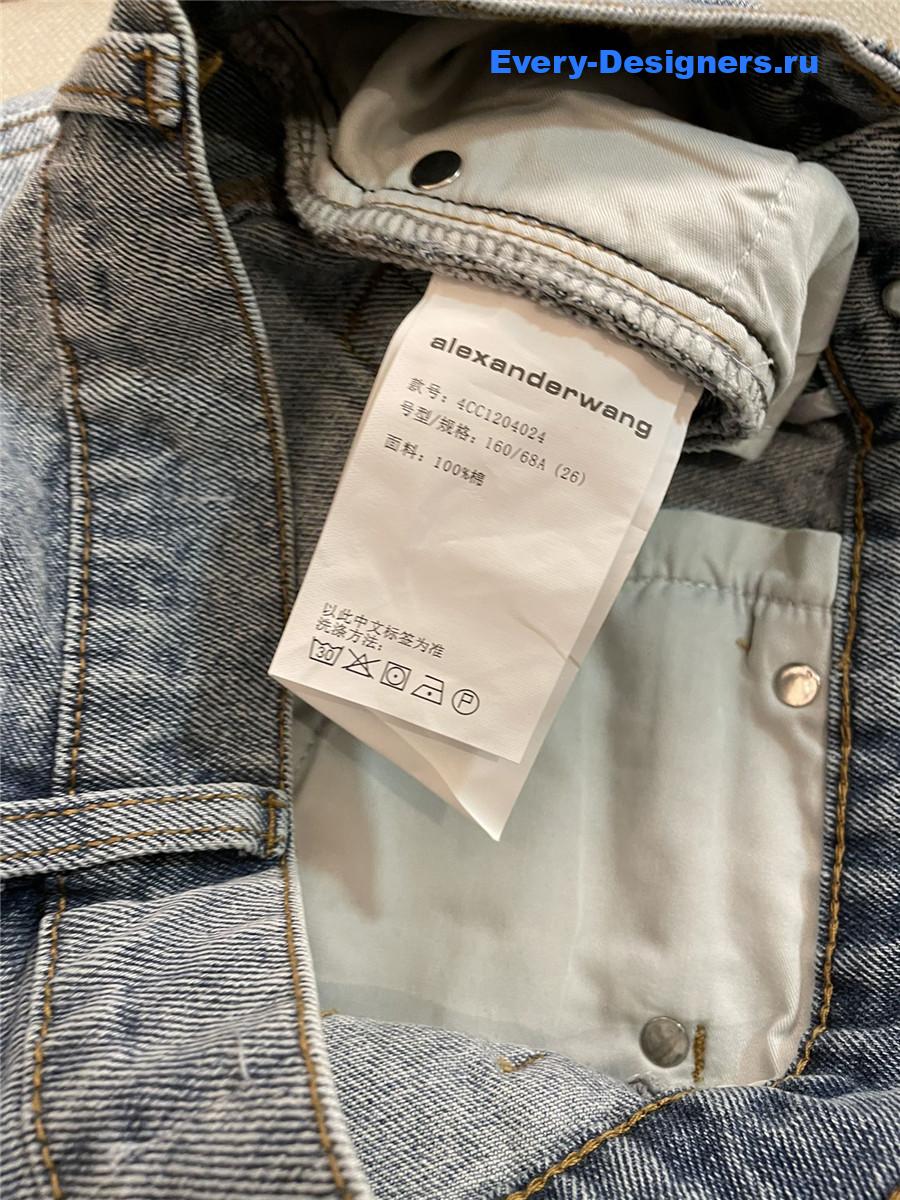 Every-Designers.ru
alexanderwang
款号: 4CC1204024
号型/规格: 160/68A (26)
面料: 100%棉
以此中文标签为准
洗涤方法:
30
P